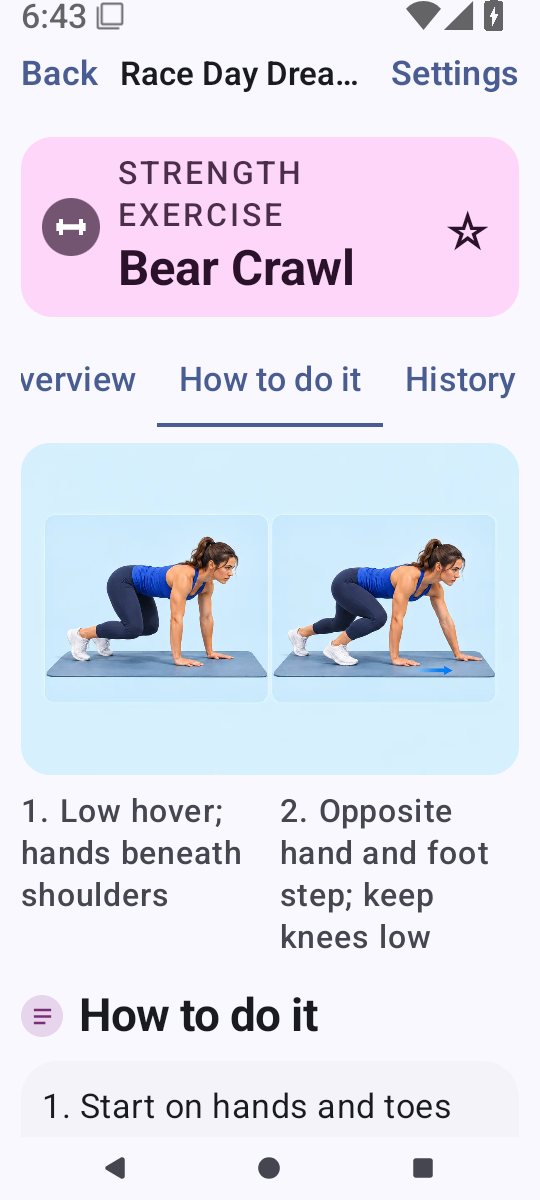 6:43
Back Race Day Drea... Settings
STRENGTH
EXERCISE
Bear Crawl
verview How to do it History
1. Low hover;
hands beneath
shoulders
2. Opposite
hand and foot
step; keep
knees low
How to do it
1. Start on hands and toes